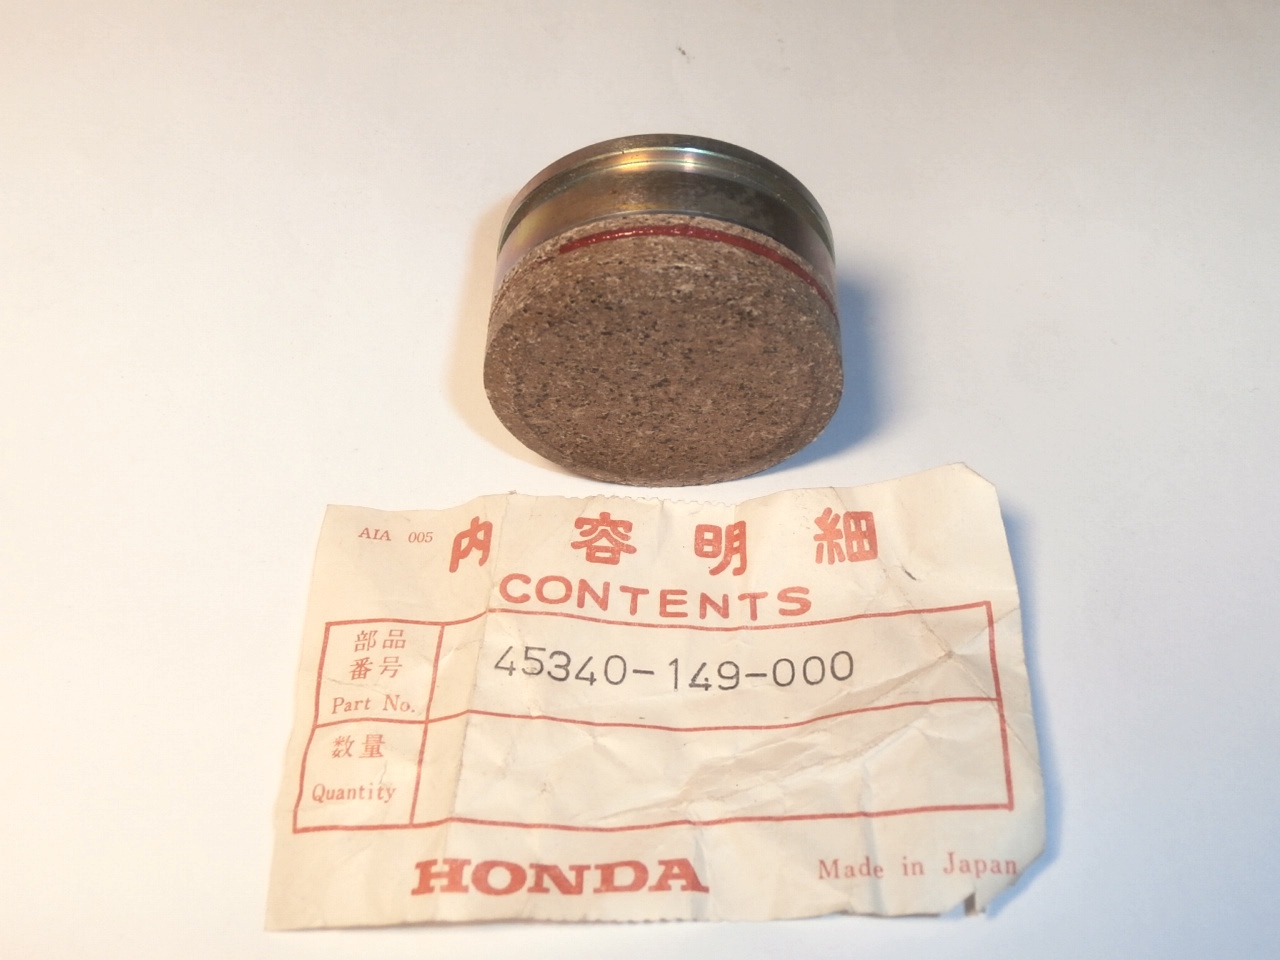 AIA 005
内容明細
CONTENTS
部品
番号
Part No.
45340-149-000
数量
Quantity
HONDA
Made in Japan